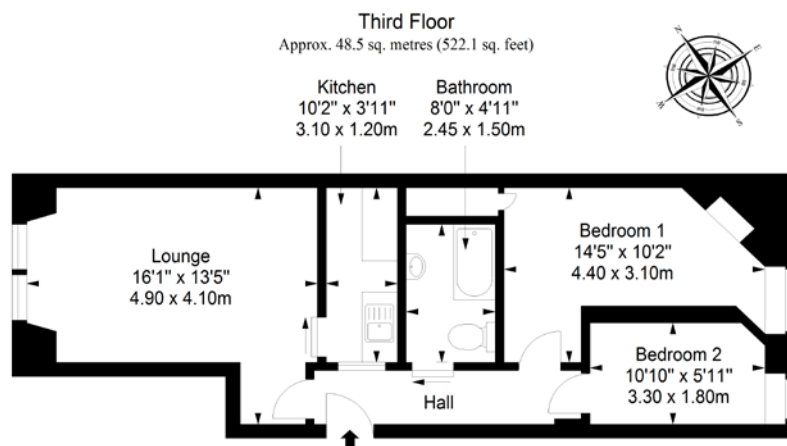 Third Floor
Approx. 48.5 sq. metres (522.1 sq. feet)
Kitchen
10'2" x 3'11"
3.10 x 1.20m
Bathroom
8'0" x 4'11"
2.45 x 1.50m
N
E
W
S
Lounge
16'1" x 13'5"
4.90 x 4.10m
Bedroom 1
14'5" x 10'2"
4.40 x 3.10m
Bedroom 2
10'10" x 5'11"
3.30 x 1.80m
Hall